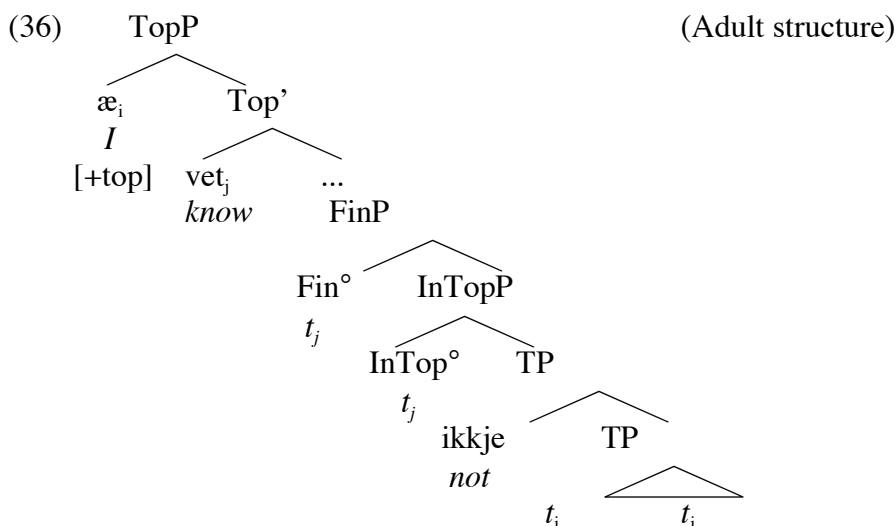 (36) TopP (Adult structure)
æi Top’
I
[+top] vetj ...
know FinP
Fin° InTopP
tj
InTop° TP
tj
ikkje TP
not
ti tj